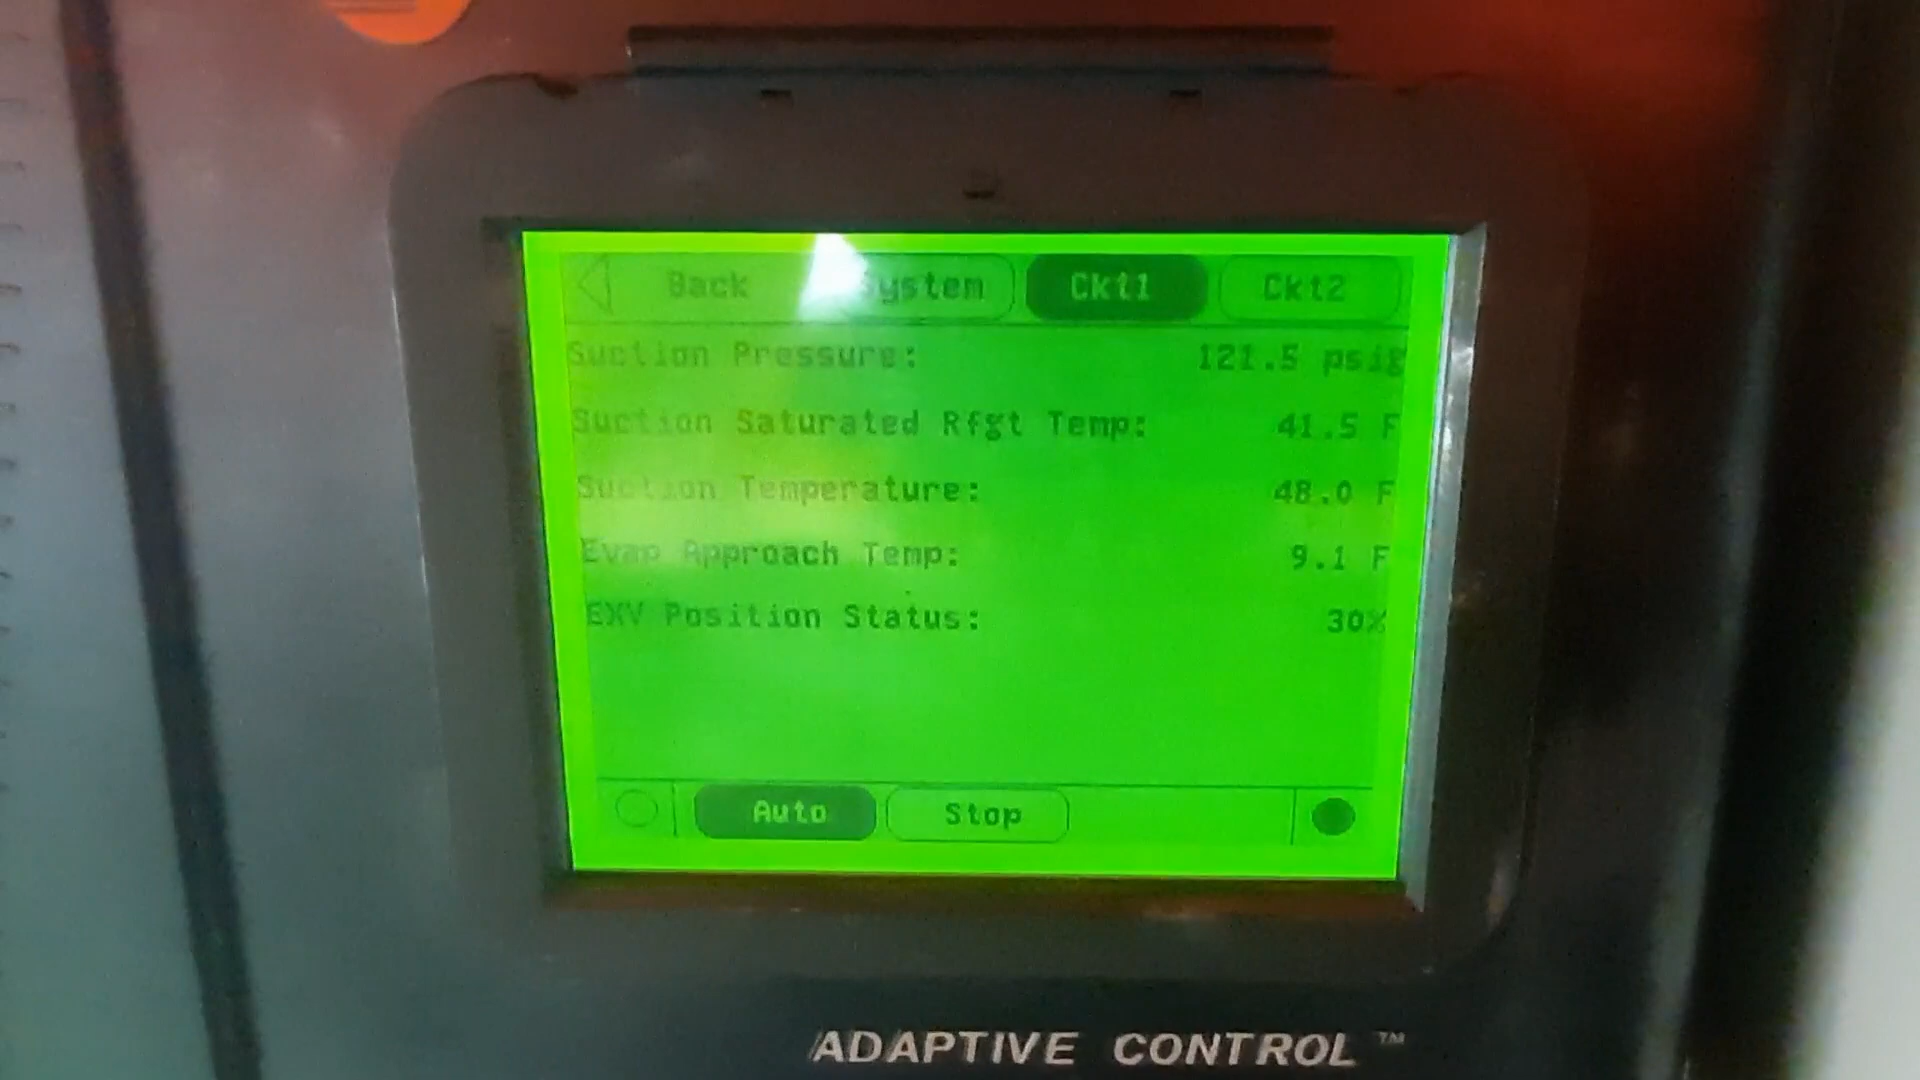 Back System Ckt1 Ckt2
Suction Pressure: 121.5 psig
Suction Saturated Rfgt Temp: 41.5 F
Suction Temperature: 48.0 F
Evap Approach Temp: 9.1 F
EXV Position Status: 30%
Auto Stop
ADAPTIVE CONTROL™